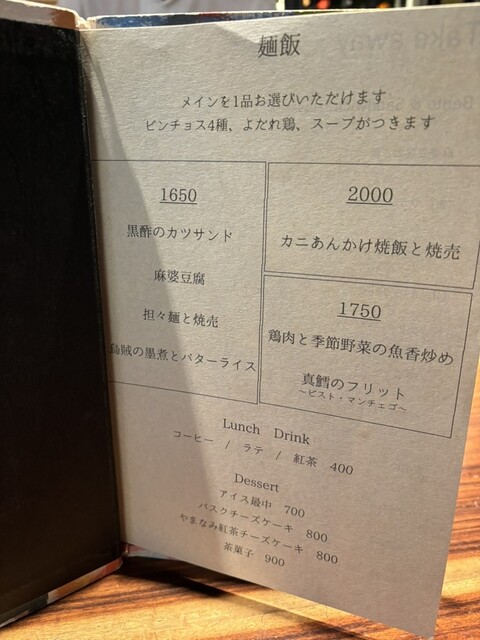 麺飯
メインを1品お選びいただけます
ピンチョス4種、よだれ鶏、スープがつきます
1650
黒酢のカツサンド
麻婆豆腐
担々麺と焼売
烏賊の墨煮とバターライス
2000
カニあんかけ焼飯と焼売
1750
鶏肉と季節野菜の魚香炒め
真鱈のフリット
～ピスト・マンチェゴ～
Lunch Drink
コーヒー / ラテ / 紅茶 400
Dessert
アイス最中 700
バスクチーズケーキ 800
やまなみ紅茶チーズケーキ 800
茶菓子 900